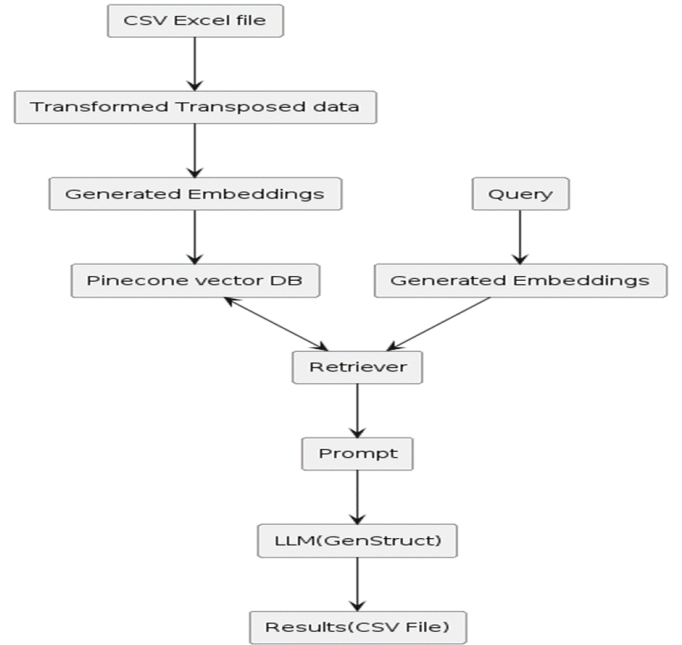 CSV Excel file
Transformed Transposed data
Generated Embeddings
Query
Pinecone vector DB
Generated Embeddings
Retriever
Prompt
LLM(GenStruct)
Results(CSV File)